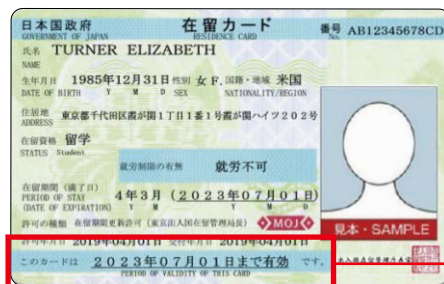 日本国政府 在留カード 番号 AB12345678CD
GOVERNMENT OF JAPAN RESIDENCE CARD No.
氏名 TURNER ELIZABETH
NAME
生年月日 1985年12月31日 性別 女 F. 国籍・地域 米国
DATE OF BIRTH Y M D SEX NATIONALITY/REGION
住居地 東京都千代田区霞が関1丁目1番1号霞が関ハイツ202号
ADDRESS
在留資格 留学
STATUS Student
就労制限の有無 就労不可
在留期間(満了日) 4年3月(2023年07月01日)
PERIOD OF STAY
(DATE OF EXPIRATION) Y M Y M D
許可の種類 在留期間更新許可(東京出入国在留管理局長) MOJ
見本・SAMPLE
許可年月日 2019年04月01日 交付年月日 2019年04月01日
このカードは 2023年07月01日まで有効 です。
PERIOD OF VALIDITY OF THIS CARD